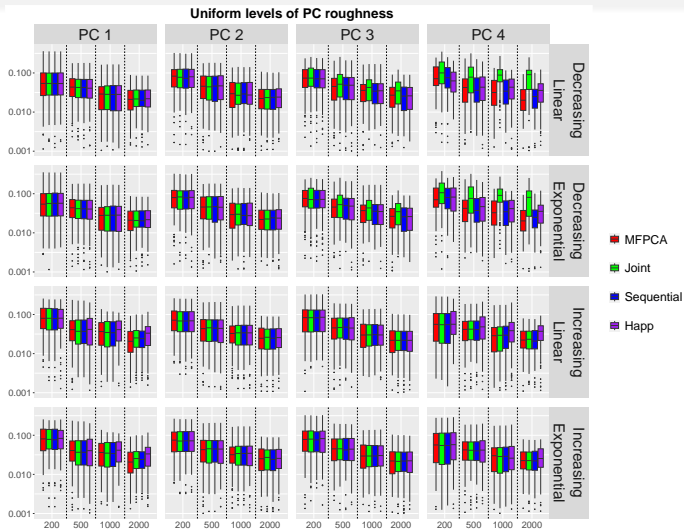 Uniform levels of PC roughness
PC 1 PC 2 PC 3 PC 4
0.100
0.010
0.001
Decreasing
Linear
0.100
0.010
0.001
Decreasing
Exponential
0.100
0.010
0.001
Increasing
Linear
0.100
0.010
0.001
Increasing
Exponential
200 500 1000 2000 200 500 1000 2000 200 500 1000 2000 200 500 1000 2000
MFPCA
Joint
Sequential
Happ